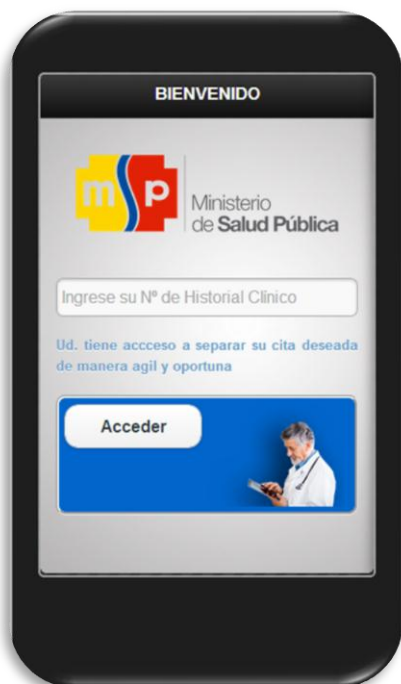 BIENVENIDO
msp
Ministerio
de Salud Pública
Ingrese su Nº de Historial Clínico
Ud. tiene accceso a separar su cita deseada
de manera agil y oportuna
Acceder